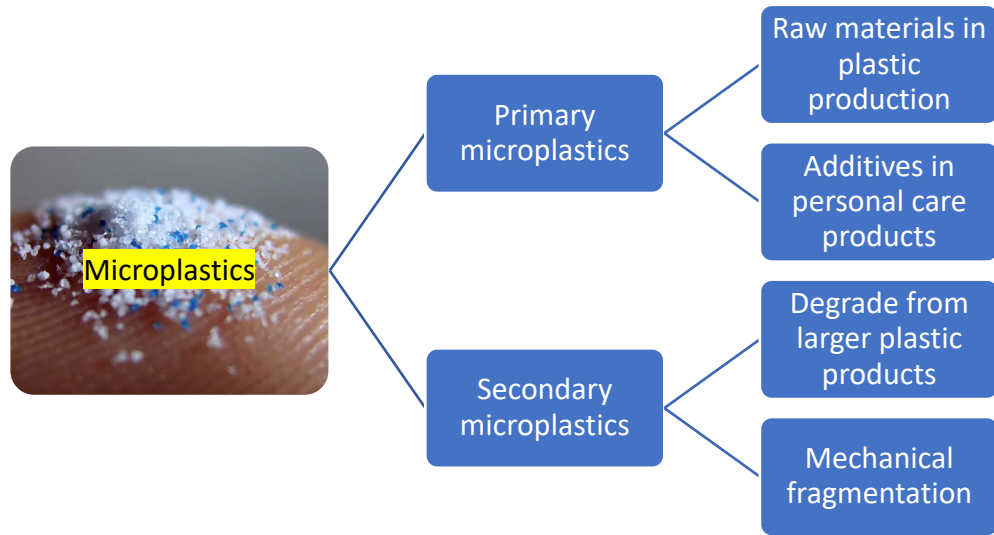 Microplastics
Primary
microplastics
Raw materials in
plastic
production
Additives in
personal care
products
Secondary
microplastics
Degrade from
larger plastic
products
Mechanical
fragmentation